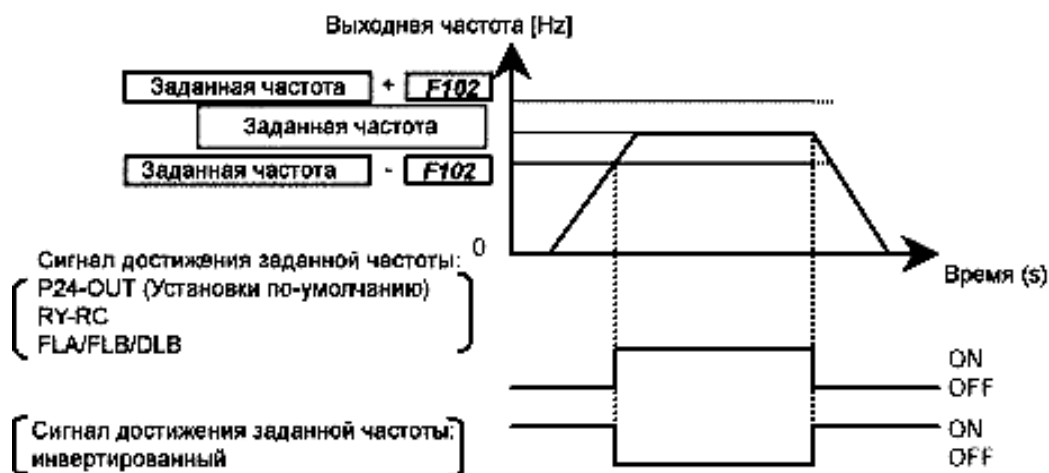 Выходная частота [Hz]
Заданная частота + F102
Заданная частота
Заданная частота - F102
0
Время (s)
Сигнал достижения заданной частоты:
P24-OUT (Установки по-умолчанию)
RY-RC
FLA/FLB/DLB
ON
OFF
Сигнал достижения заданной частоты:
инвертированный
ON
OFF